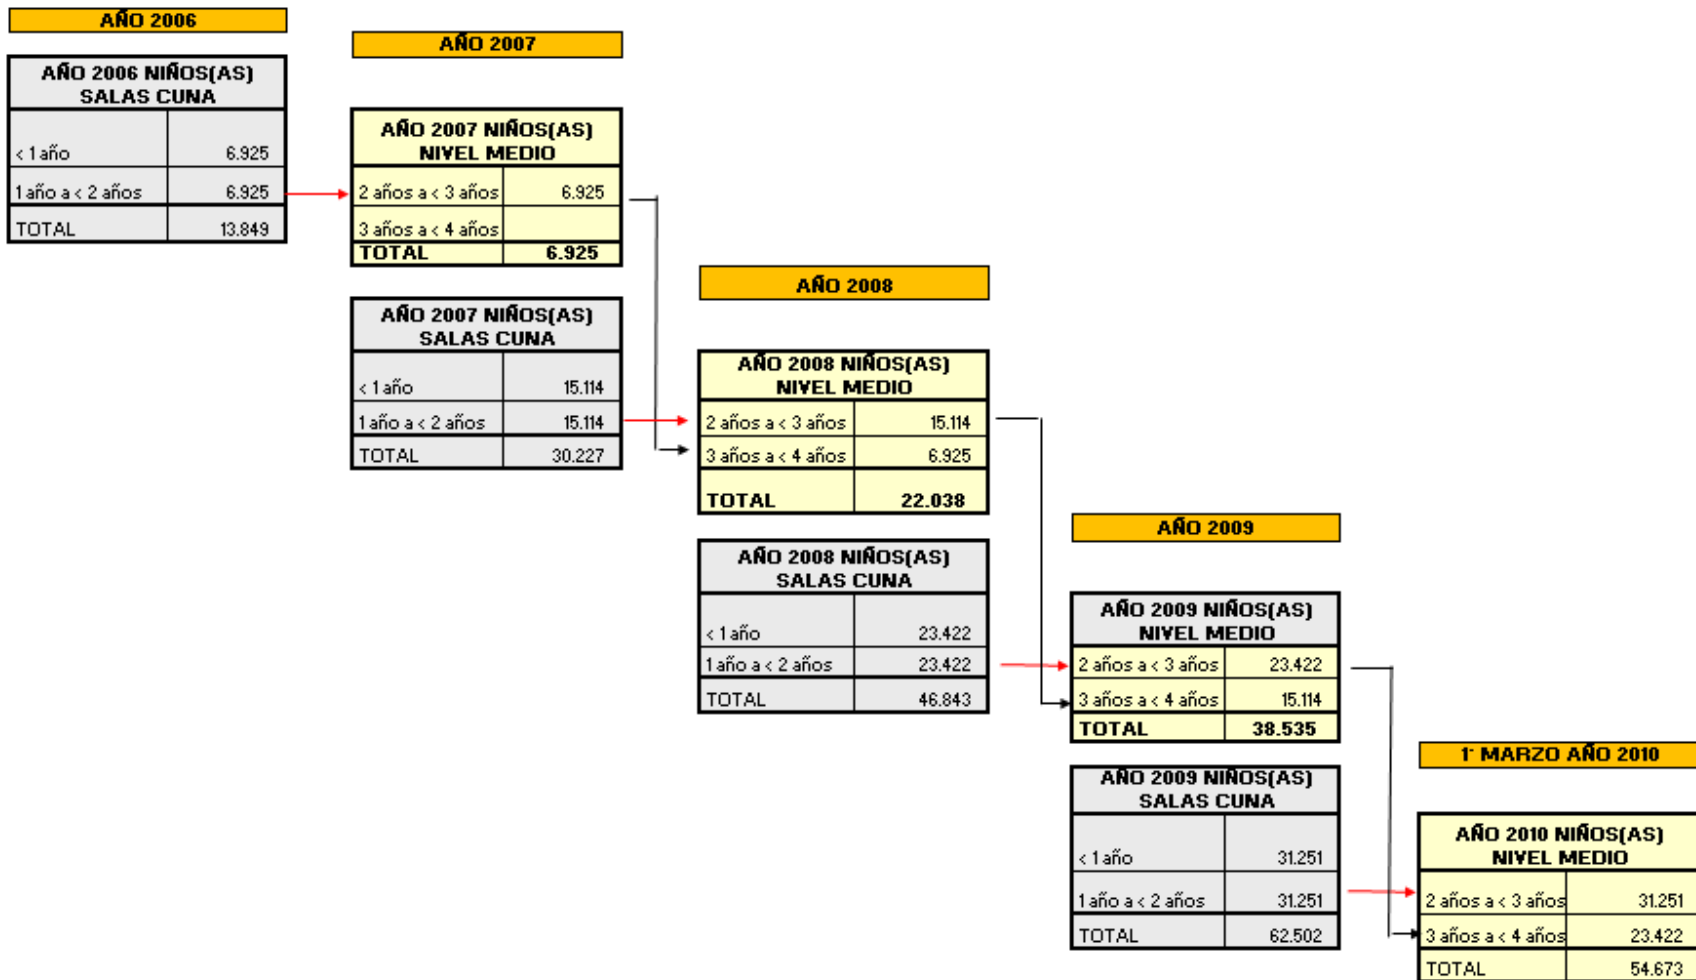 AÑO 2006
AÑO 2006 NIÑOS(AS)
SALAS CUNA
< 1 año 6.925
1 año a < 2 años 6.925
TOTAL 13.849
AÑO 2007
AÑO 2007 NIÑOS(AS)
NIVEL MEDIO
2 años a < 3 años 6.925
3 años a < 4 años
TOTAL 6.925
AÑO 2007 NIÑOS(AS)
SALAS CUNA
< 1 año 15.114
1 año a < 2 años 15.114
TOTAL 30.227
AÑO 2008
AÑO 2008 NIÑOS(AS)
NIVEL MEDIO
2 años a < 3 años 15.114
3 años a < 4 años 6.925
TOTAL 22.038
AÑO 2008 NIÑOS(AS)
SALAS CUNA
< 1 año 23.422
1 año a < 2 años 23.422
TOTAL 46.843
AÑO 2009
AÑO 2009 NIÑOS(AS)
NIVEL MEDIO
2 años a < 3 años 23.422
3 años a < 4 años 15.114
TOTAL 38.535
AÑO 2009 NIÑOS(AS)
SALAS CUNA
< 1 año 31.251
1 año a < 2 años 31.251
TOTAL 62.502
1° MARZO AÑO 2010
AÑO 2010 NIÑOS(AS)
NIVEL MEDIO
2 años a < 3 años 31.251
3 años a < 4 años 23.422
TOTAL 54.673